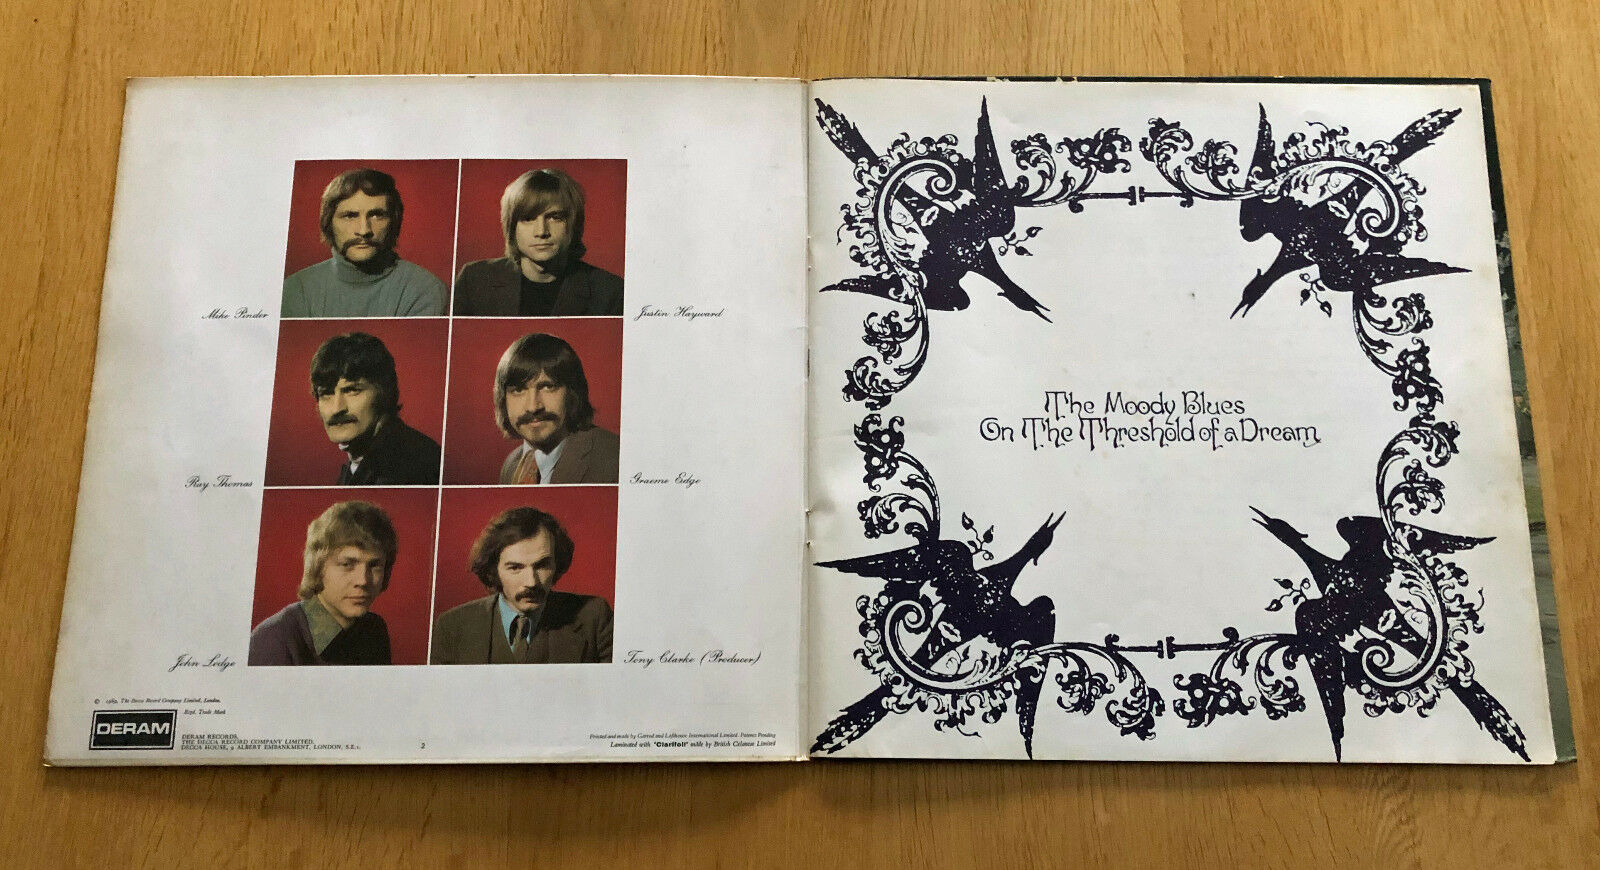 Mike Pinder
Justin Hayward
Ray Thomas
Graeme Edge
John Lodge
Tony Clarke (Producer)
© 1969, The Decca Record Company Limited, London.
DERAM
Regd. Trade Mark
DERAM RECORDS,
THE DECCA RECORD COMPANY LIMITED,
DECCA HOUSE, 9 ALBERT EMBANKMENT, LONDON, S.E.1.
2
Printed and made by Garrod and Lofthouse International Limited. Patents Pending
Laminated with "Clarifoil" made by British Celanese Limited
The Moody Blues
On The Threshold of a Dream